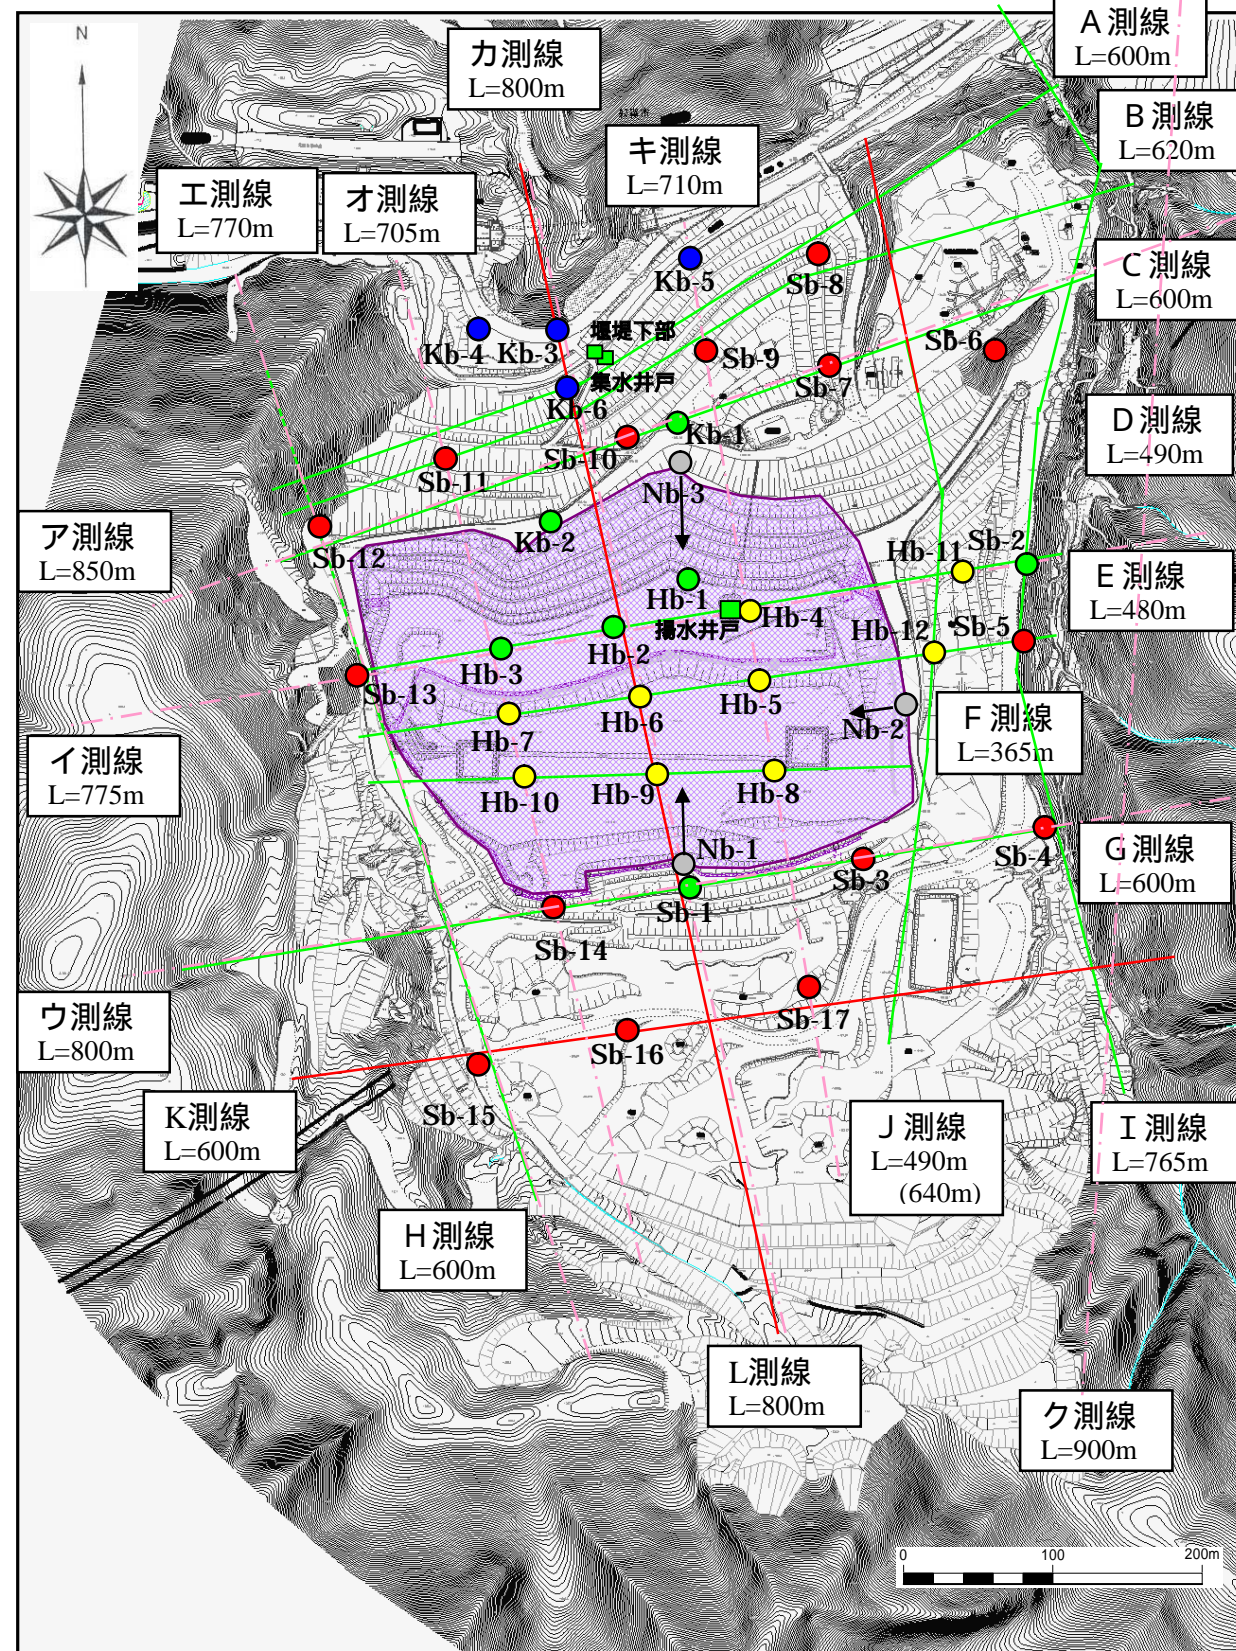 N
カ測線
L=800m
A測線
L=600m
B測線
L=620m
キ測線
L=710m
エ測線
L=770m
オ測線
L=705m
C測線
L=600m
Kb-5
Sb-8
Kb-4
Kb-3
堰堤下部
集水井戸
Kb-6
Sb-9
Sb-7
Sb-6
D測線
L=490m
Kb-1
Sb-10
Sb-11
Nb-3
ア測線
L=850m
Sb-12
Kb-2
Hb-11
Sb-2
E測線
L=480m
Hb-1
Hb-4
揚水井戸
Hb-2
Hb-12
Sb-5
Hb-3
Sb-13
Hb-5
Hb-6
Hb-7
Nb-2
F測線
L=365m
イ測線
L=775m
Hb-10
Hb-9
Hb-8
Nb-1
Sb-4
G測線
L=600m
Sb-3
Sb-1
Sb-14
ウ測線
L=800m
Sb-17
Sb-16
Sb-15
K測線
L=600m
J測線
L=490m
(640m)
I測線
L=765m
H測線
L=600m
L測線
L=800m
ク測線
L=900m
0 100 200m